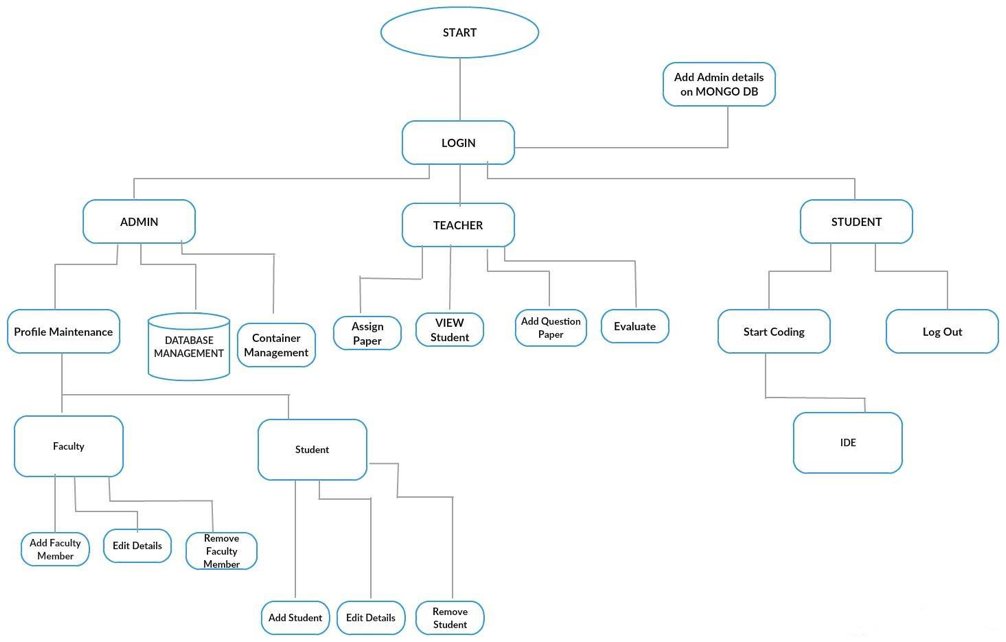 START
Add Admin details
on MONGO DB
LOGIN
ADMIN
TEACHER
STUDENT
Profile Maintenance
DATABASE
MANAGEMENT
Container
Management
Assign
Paper
VIEW
Student
Add Question
Paper
Evaluate
Start Coding
Log Out
Faculty
Student
IDE
Add Faculty
Member
Edit Details
Remove
Faculty
Member
Add Student
Edit Details
Remove
Student